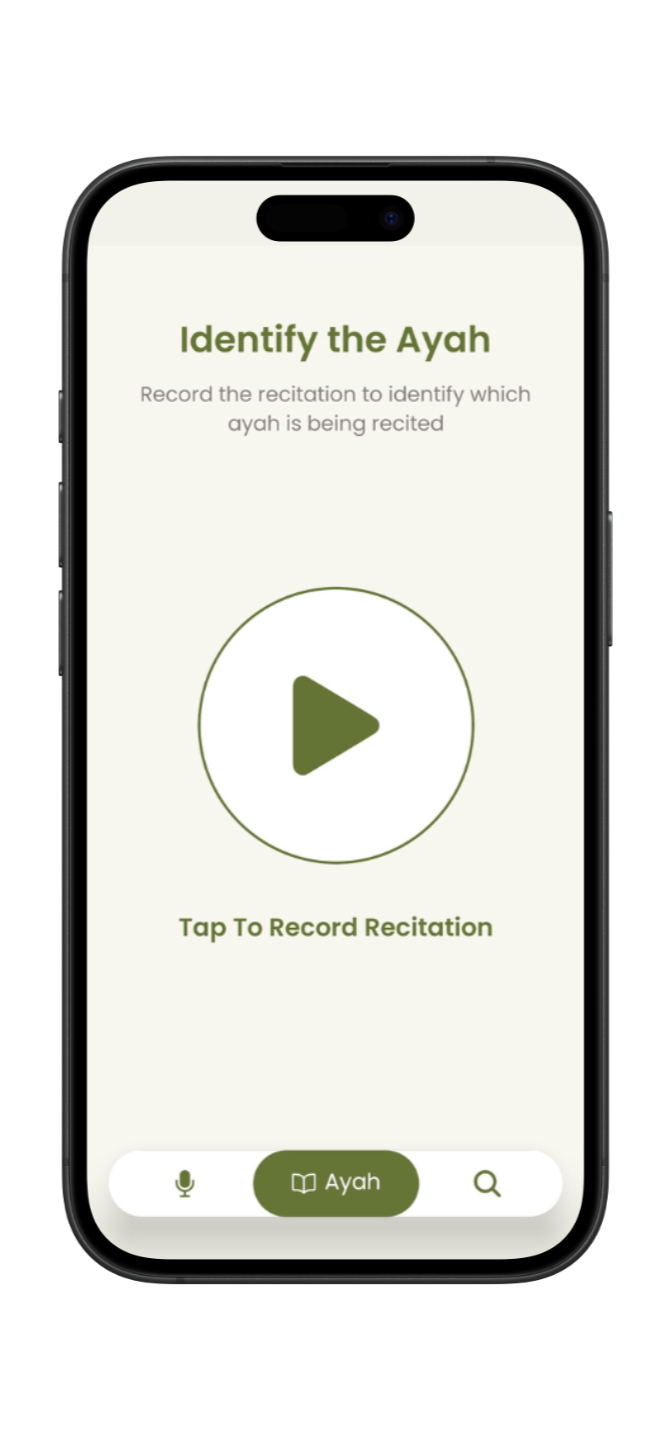 Identify the Ayah
Record the recitation to identify which
ayah is being recited
Tap To Record Recitation
Ayah